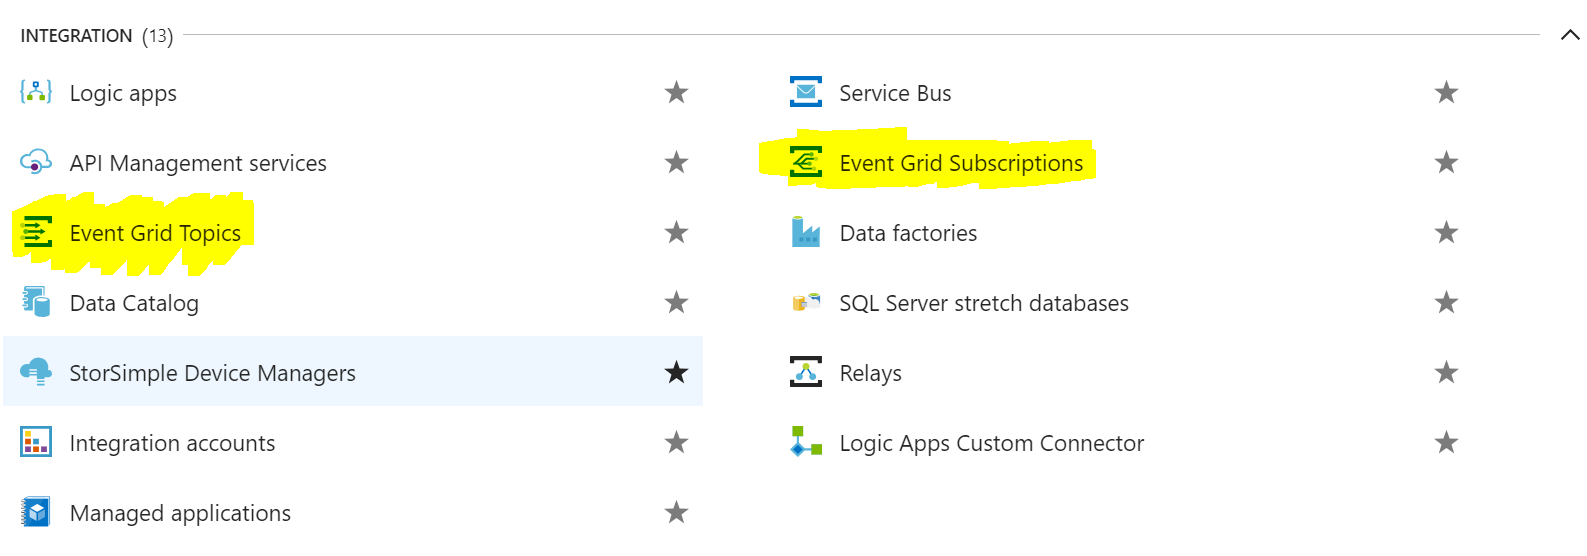 INTEGRATION (13)
Logic apps
Service Bus
API Management services
Event Grid Subscriptions
Event Grid Topics
Data factories
Data Catalog
SQL Server stretch databases
StorSimple Device Managers
Relays
Integration accounts
Logic Apps Custom Connector
Managed applications